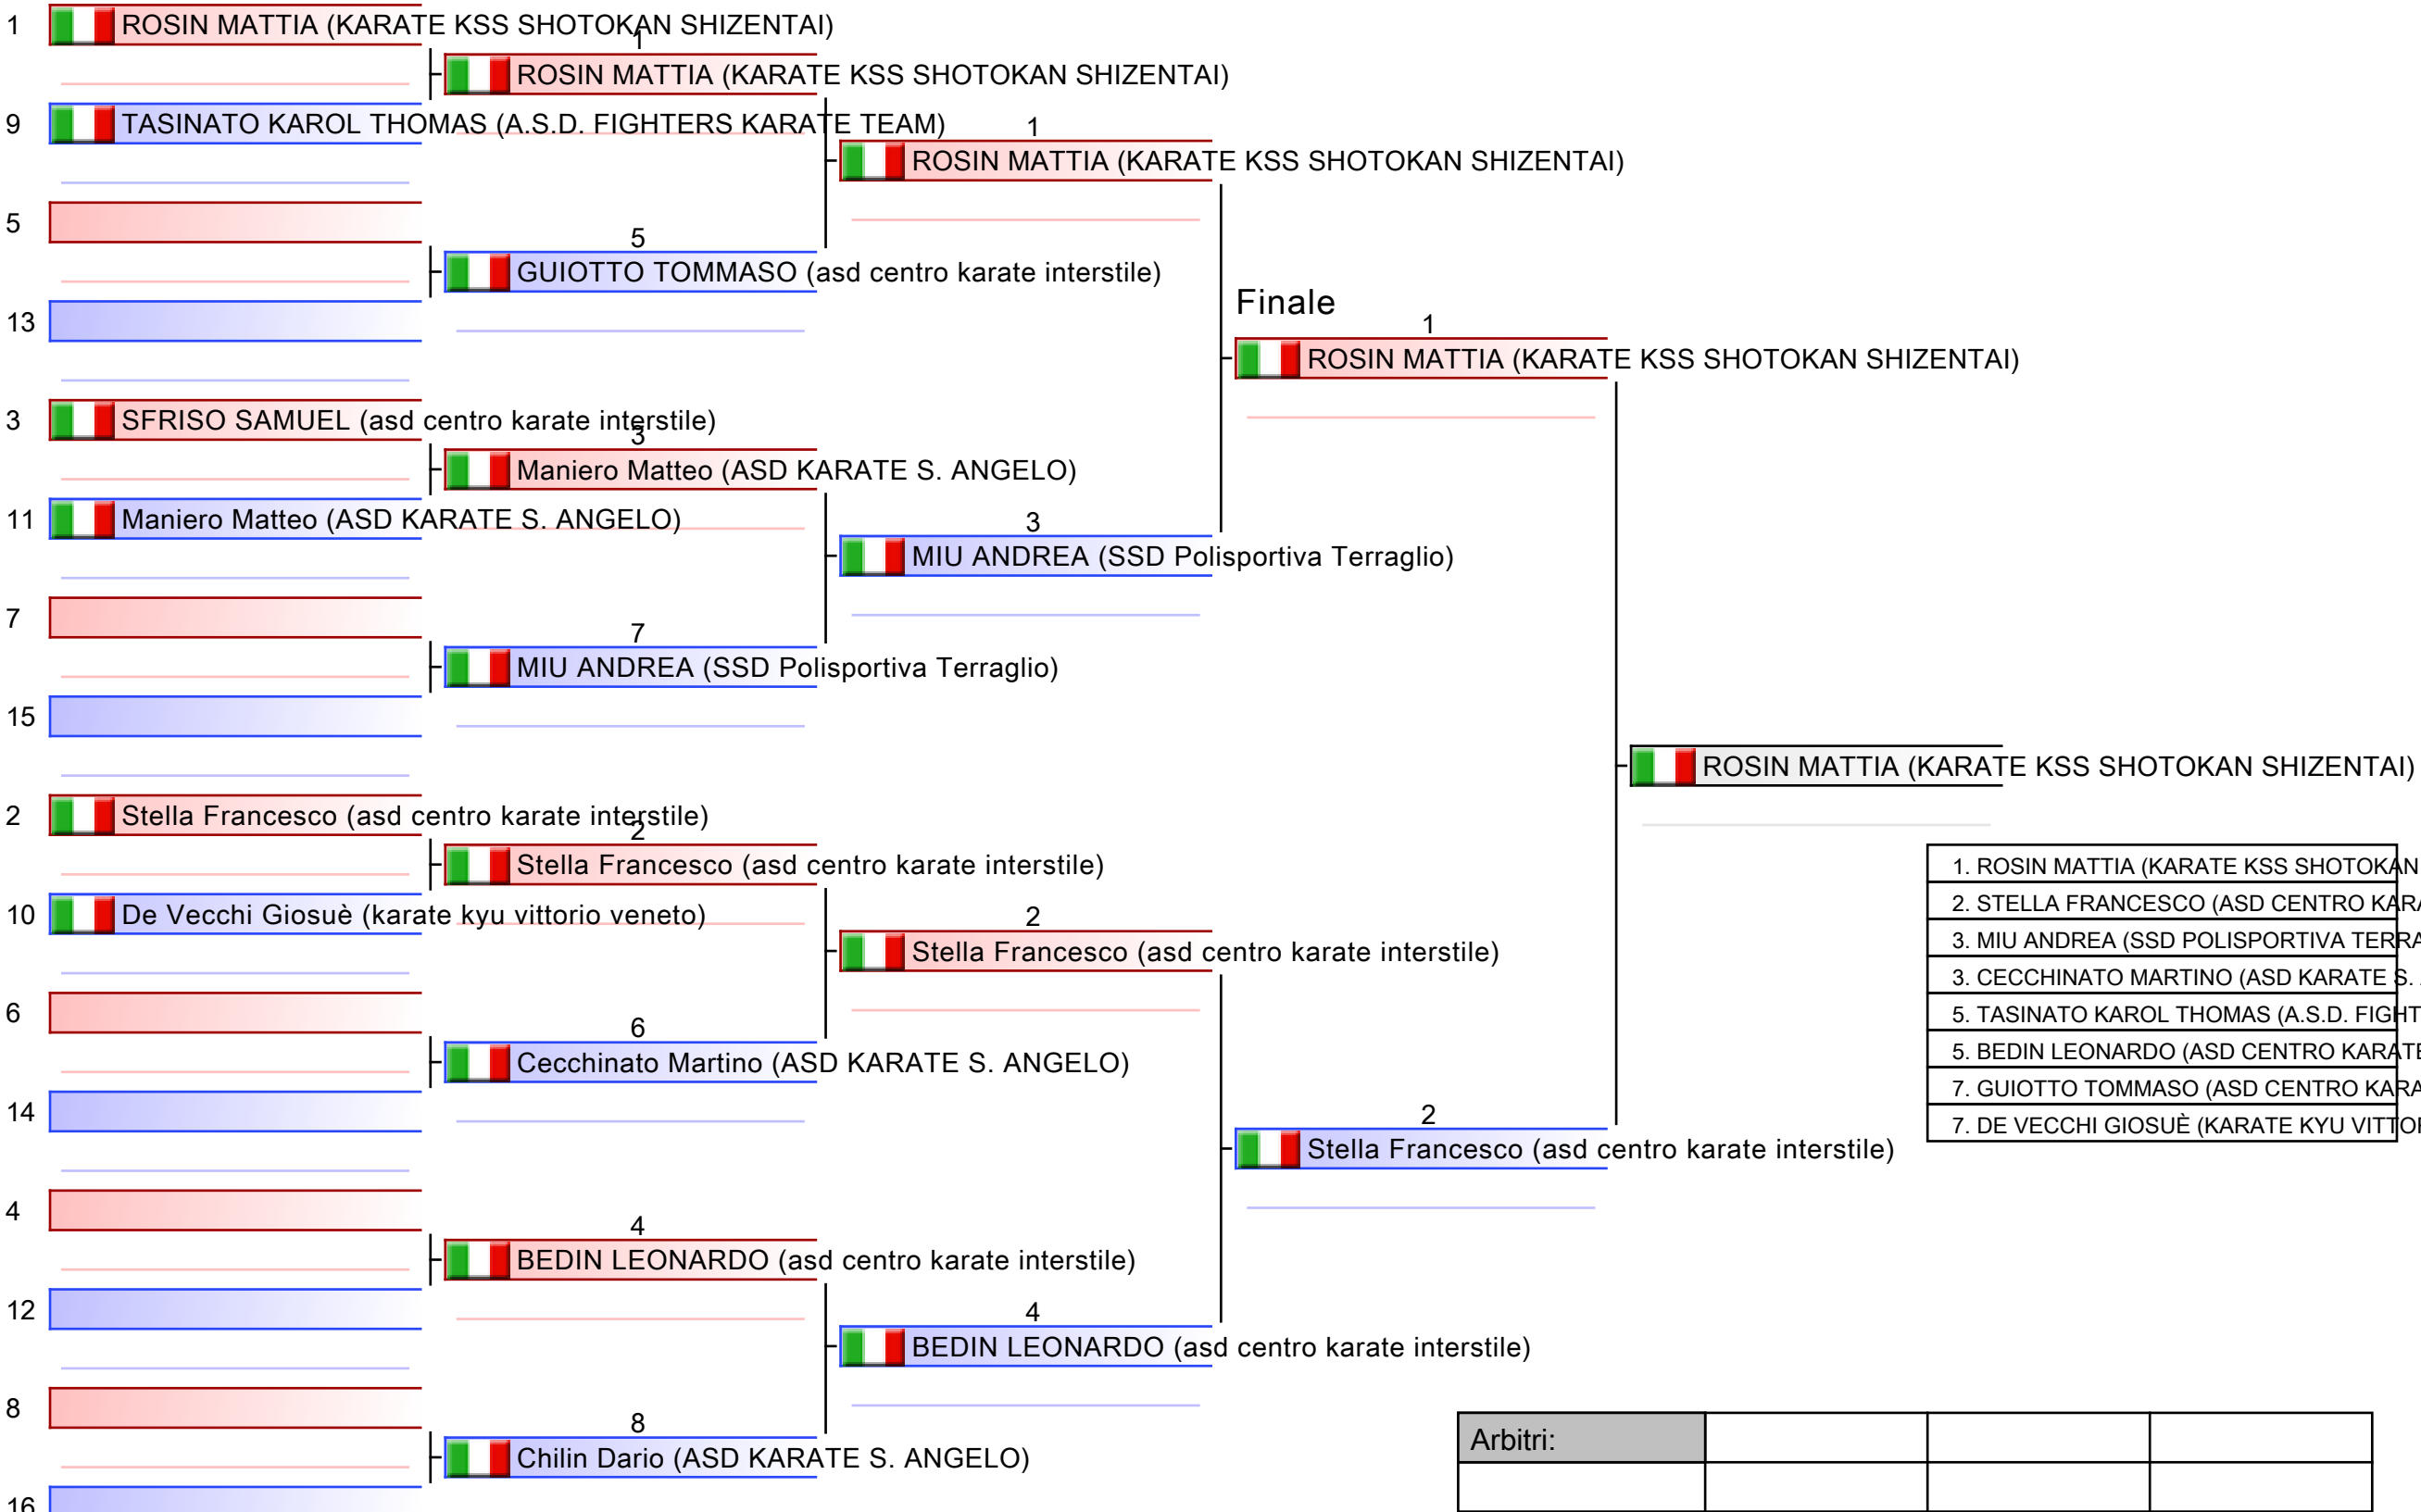 1 ROSIN MATTIA (KARATE KSS SHOTOKAN SHIZENTAI)
1
ROSIN MATTIA (KARATE KSS SHOTOKAN SHIZENTAI)
9 TASINATO KAROL THOMAS (A.S.D. FIGHTERS KARATE TEAM)
1
ROSIN MATTIA (KARATE KSS SHOTOKAN SHIZENTAI)
5
5
GUIOTTO TOMMASO (asd centro karate interstile)
Finale
13
1
ROSIN MATTIA (KARATE KSS SHOTOKAN SHIZENTAI)
3 SFRISO SAMUEL (asd centro karate interstile)
3
Maniero Matteo (ASD KARATE S. ANGELO)
11 Maniero Matteo (ASD KARATE S. ANGELO)
3
MIU ANDREA (SSD Polisportiva Terraglio)
7
7
MIU ANDREA (SSD Polisportiva Terraglio)
15
ROSIN MATTIA (KARATE KSS SHOTOKAN SHIZENTAI)
2 Stella Francesco (asd centro karate interstile)
2
Stella Francesco (asd centro karate interstile)
10 De Vecchi Giosuè (karate kyu vittorio veneto)
2
Stella Francesco (asd centro karate interstile)
6
6
Cecchinato Martino (ASD KARATE S. ANGELO)
14
2
Stella Francesco (asd centro karate interstile)
4
4
BEDIN LEONARDO (asd centro karate interstile)
12
4
BEDIN LEONARDO (asd centro karate interstile)
8
8
Chilin Dario (ASD KARATE S. ANGELO)
16
1. ROSIN MATTIA (KARATE KSS SHOTOKAN
2. STELLA FRANCESCO (ASD CENTRO KARA
3. MIU ANDREA (SSD POLISPORTIVA TERRA
3. CECCHINATO MARTINO (ASD KARATE S.
5. TASINATO KAROL THOMAS (A.S.D. FIGHT
5. BEDIN LEONARDO (ASD CENTRO KARATE
7. GUIOTTO TOMMASO (ASD CENTRO KARA
7. DE VECCHI GIOSUÈ (KARATE KYU VITTO
Arbitri: